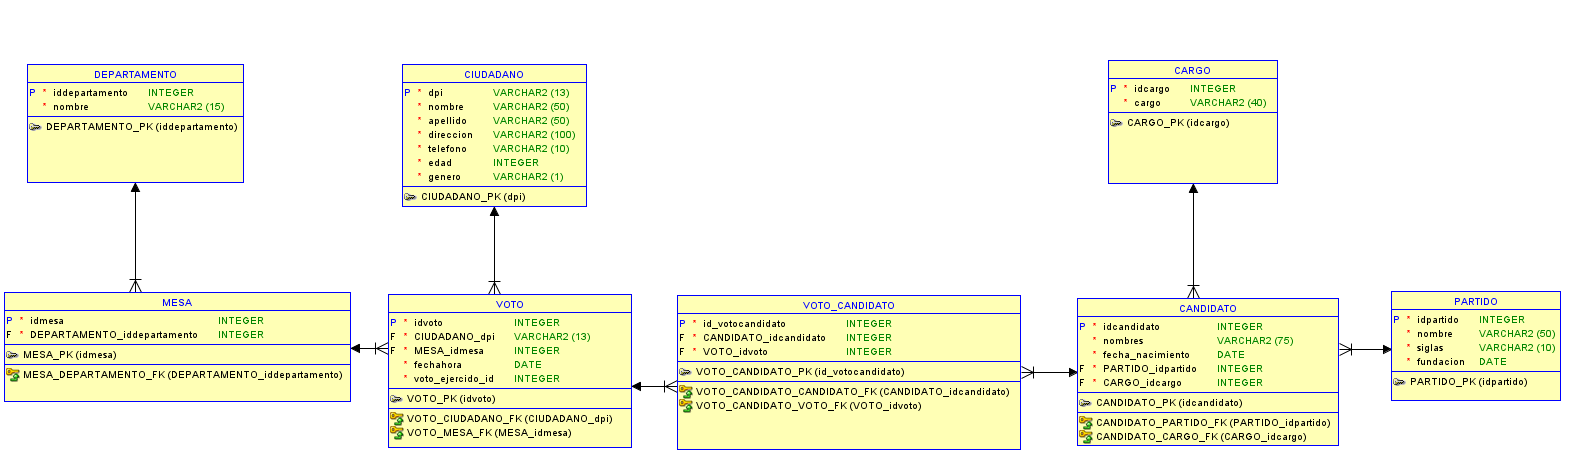 DEPARTAMENTO
P * iddepartamento INTEGER
* nombre VARCHAR2 (15)
DEPARTAMENTO_PK (iddepartamento)
CIUDADANO
P * dpi VARCHAR2 (13)
* nombre VARCHAR2 (50)
* apellido VARCHAR2 (50)
* direccion VARCHAR2 (100)
* telefono VARCHAR2 (10)
* edad INTEGER
* genero VARCHAR2 (1)
CIUDADANO_PK (dpi)
CARGO
P * idcargo INTEGER
* cargo VARCHAR2 (40)
CARGO_PK (idcargo)
MESA
P * idmesa INTEGER
F * DEPARTAMENTO_iddepartamento INTEGER
MESA_PK (idmesa)
MESA_DEPARTAMENTO_FK (DEPARTAMENTO_iddepartamento)
VOTO
P * idvoto INTEGER
F * CIUDADANO_dpi VARCHAR2 (13)
F * MESA_idmesa INTEGER
* fechahora DATE
* voto_ejercido_id INTEGER
VOTO_PK (idvoto)
VOTO_CIUDADANO_FK (CIUDADANO_dpi)
VOTO_MESA_FK (MESA_idmesa)
VOTO_CANDIDATO
P * id_votocandidato INTEGER
F * CANDIDATO_idcandidato INTEGER
F * VOTO_idvoto INTEGER
VOTO_CANDIDATO_PK (id_votocandidato)
VOTO_CANDIDATO_CANDIDATO_FK (CANDIDATO_idcandidato)
VOTO_CANDIDATO_VOTO_FK (VOTO_idvoto)
CANDIDATO
P * idcandidato INTEGER
* nombres VARCHAR2 (75)
* fecha_nacimiento DATE
F * PARTIDO_idpartido INTEGER
F * CARGO_idcargo INTEGER
CANDIDATO_PK (idcandidato)
CANDIDATO_PARTIDO_FK (PARTIDO_idpartido)
CANDIDATO_CARGO_FK (CARGO_idcargo)
PARTIDO
P * idpartido INTEGER
* nombre VARCHAR2 (50)
* siglas VARCHAR2 (10)
* fundacion DATE
PARTIDO_PK (idpartido)